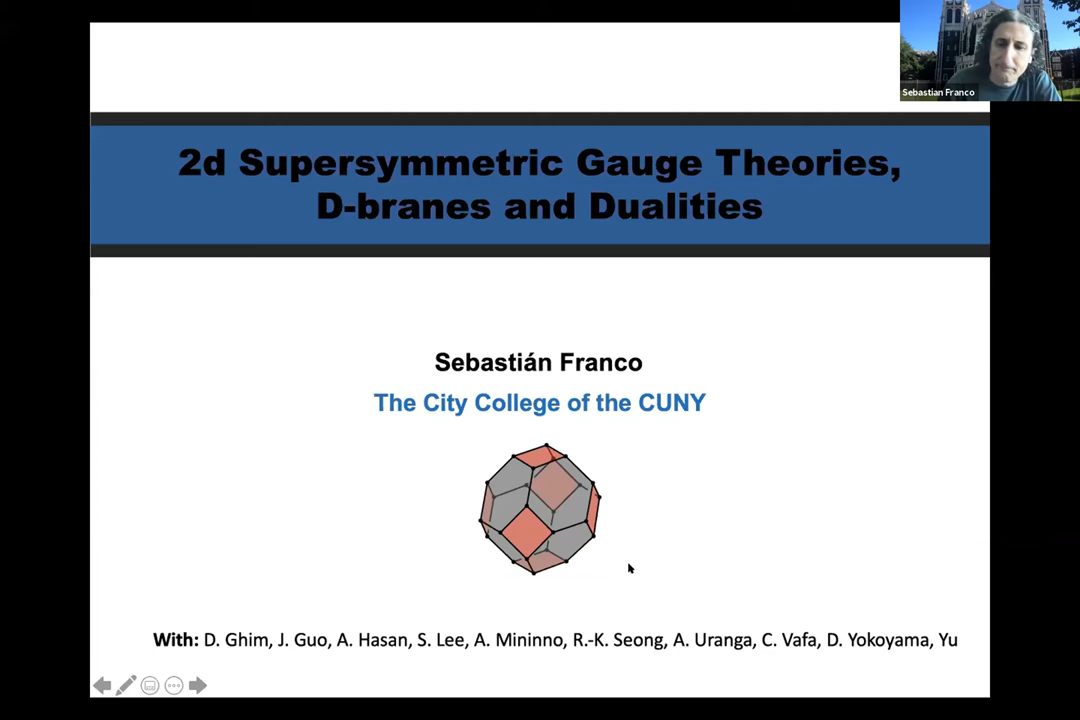 Sebastian Franco
2d Supersymmetric Gauge Theories,
D-branes and Dualities
Sebastián Franco
The City College of the CUNY
With: D. Ghim, J. Guo, A. Hasan, S. Lee, A. Mininno, R.-K. Seong, A. Uranga, C. Vafa, D. Yokoyama, Yu